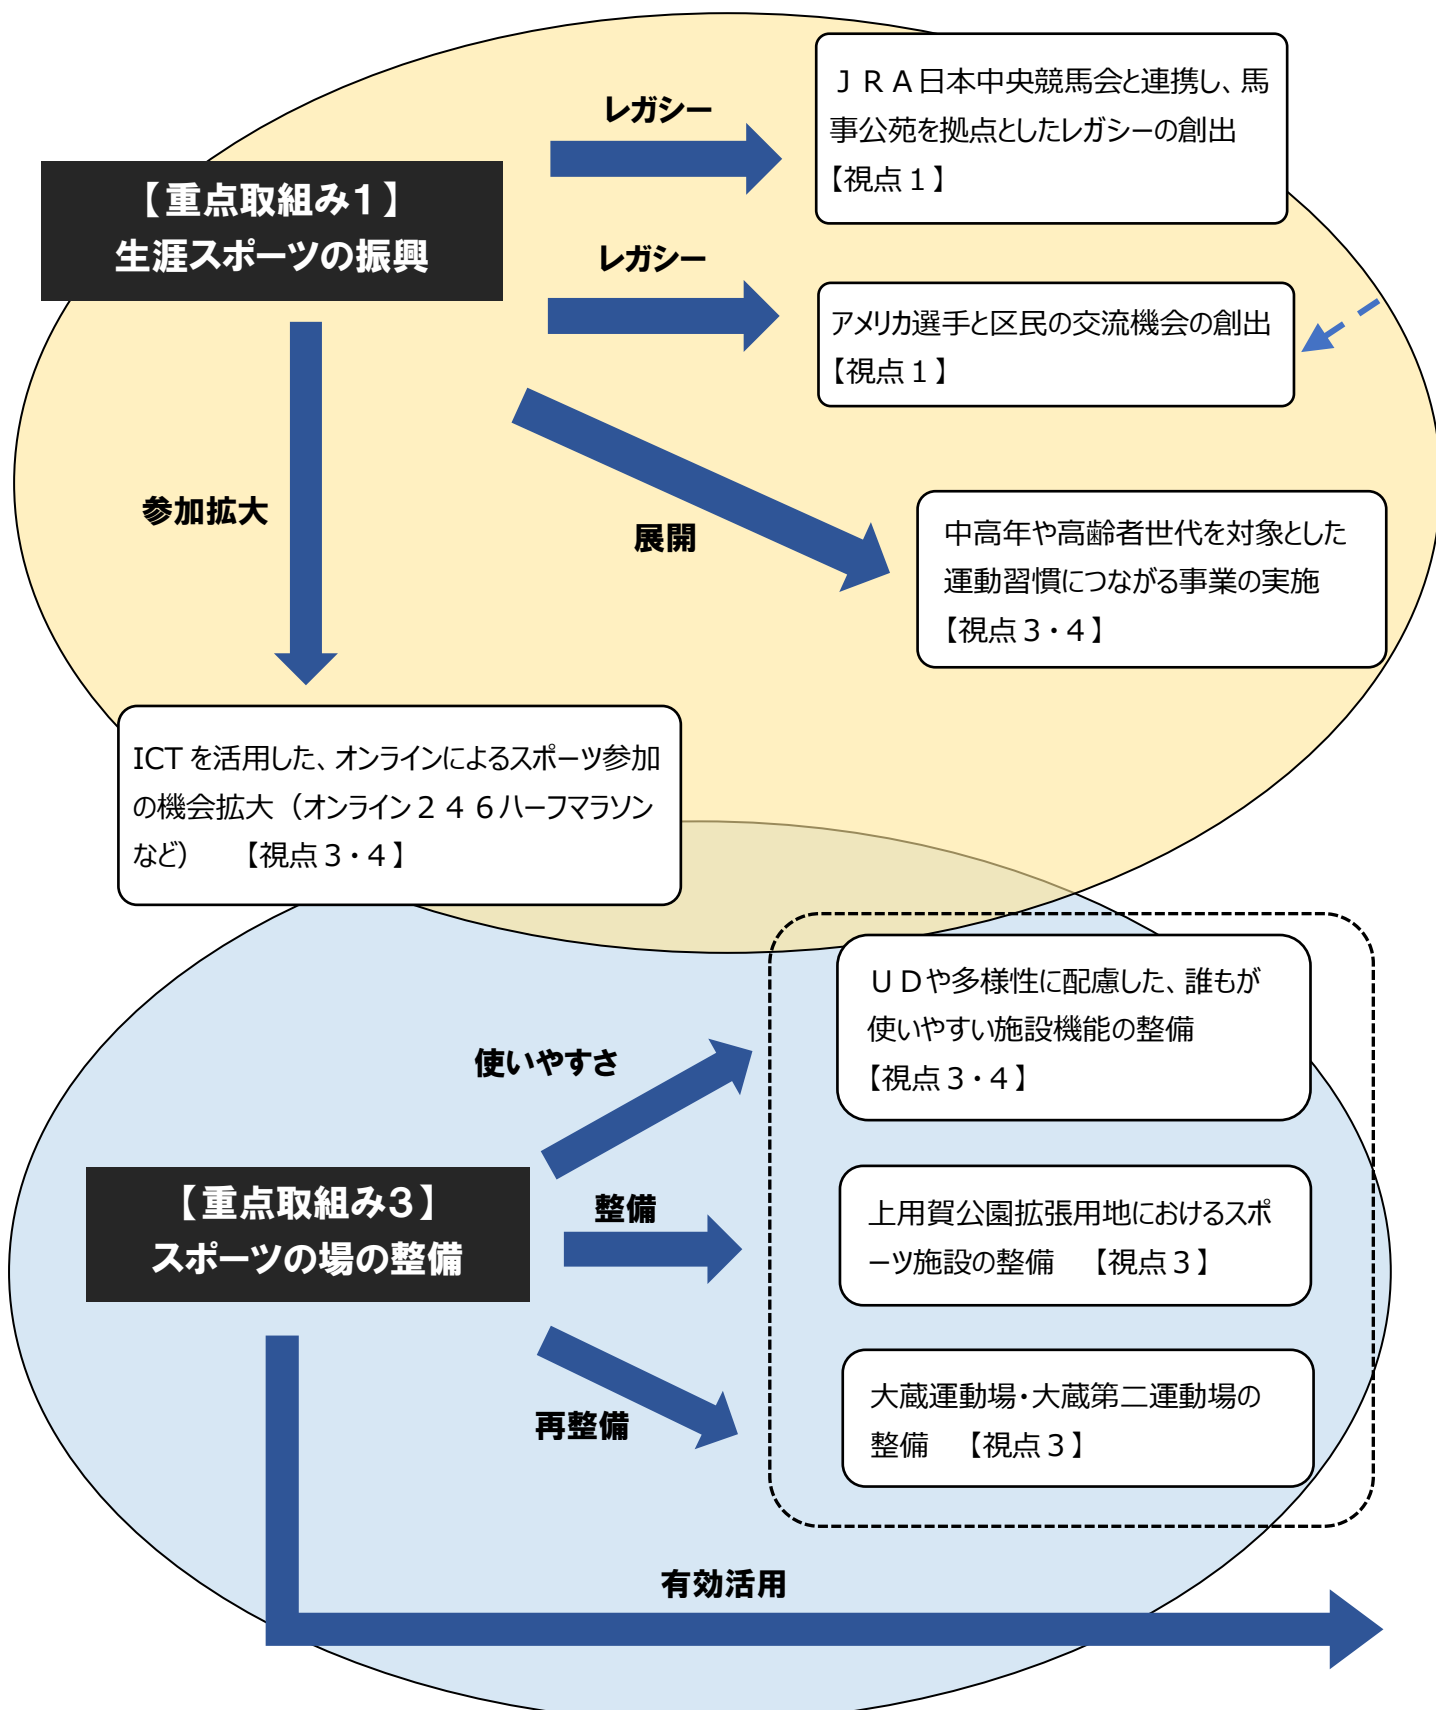 レガシー
ＪＲＡ日本中央競馬会と連携し、馬
事公苑を拠点としたレガシーの創出
【視点１】
【重点取組み１】
生涯スポーツの振興
レガシー
アメリカ選手と区民の交流機会の創出
【視点１】
参加拡大
展開
中高年や高齢者世代を対象とした
運動習慣につながる事業の実施
【視点３・４】
ICT を活用した、オンラインによるスポーツ参加
の機会拡大（オンライン２４６ハーフマラソン
など）　【視点３・４】
使いやすさ
ＵＤや多様性に配慮した、誰もが
使いやすい施設機能の整備
【視点３・４】
【重点取組み３】
スポーツの場の整備
整備
上用賀公園拡張用地におけるスポ
ーツ施設の整備　【視点３】
再整備
大蔵運動場・大蔵第二運動場の
整備　【視点３】
有効活用